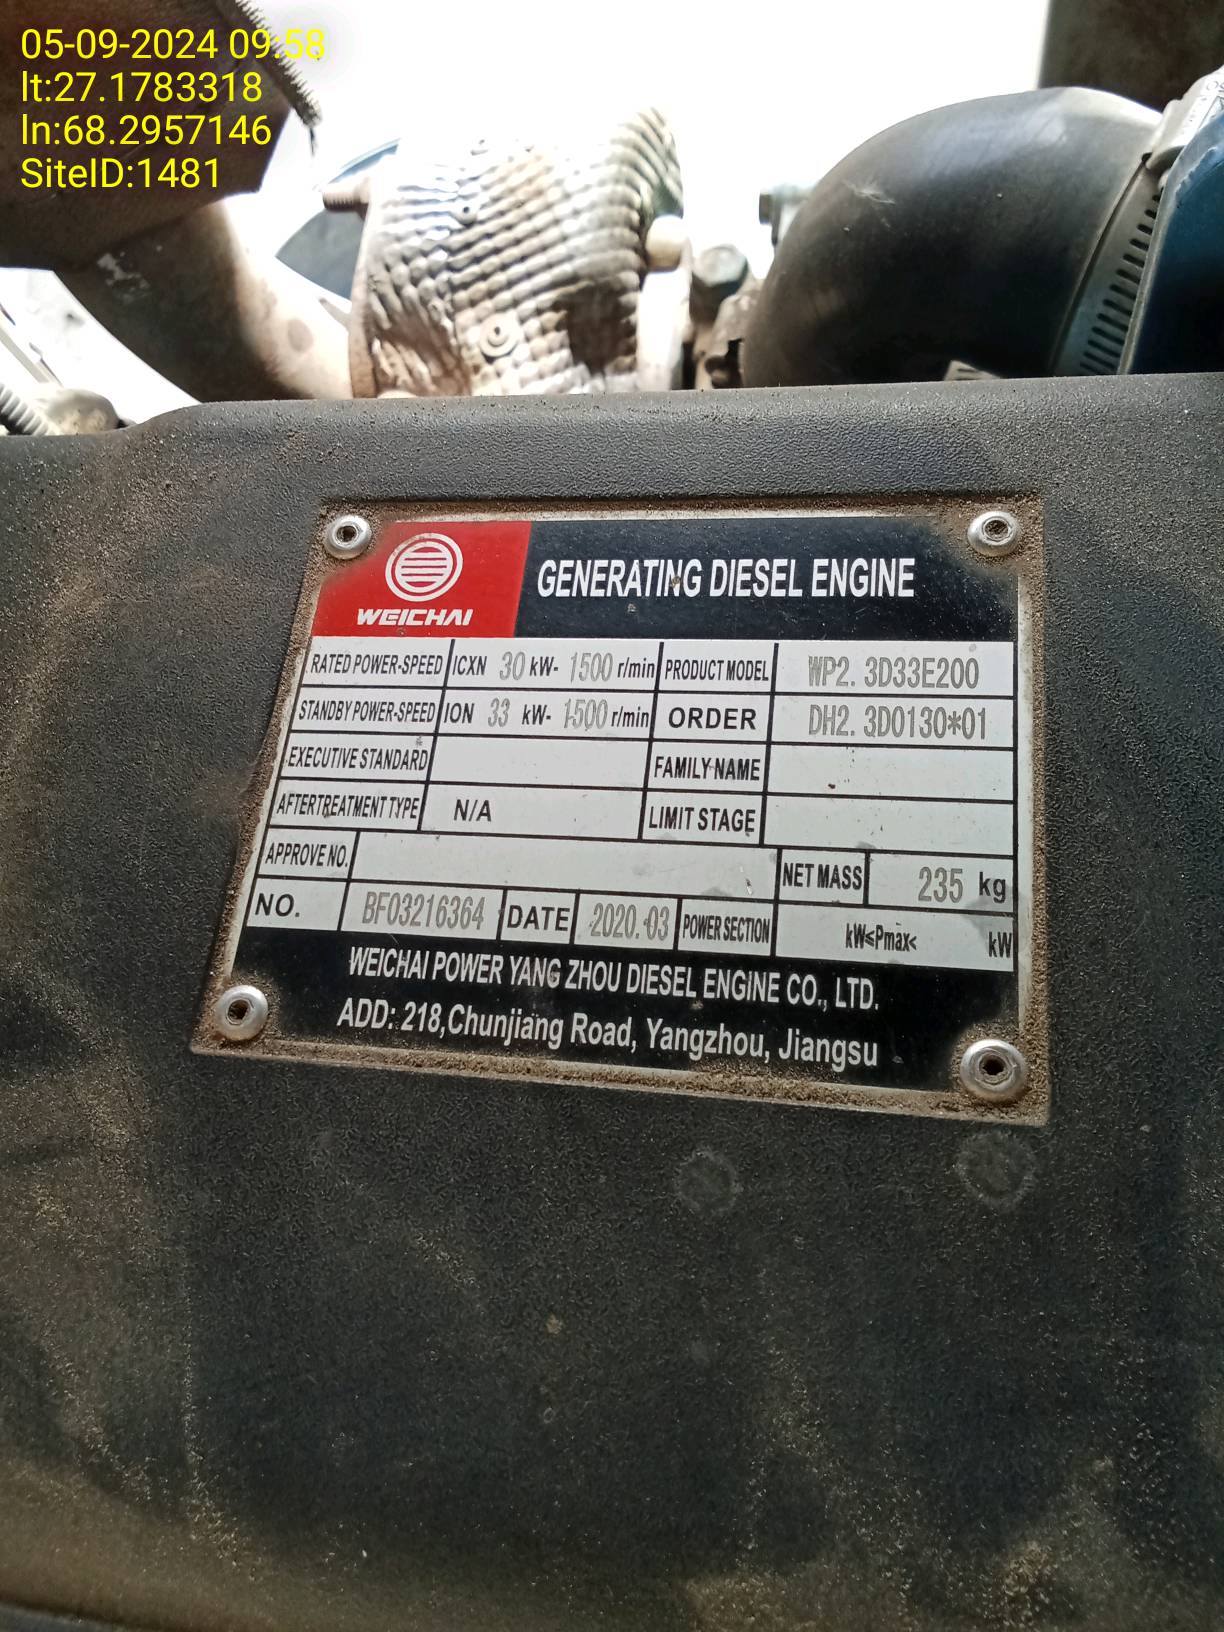 05-09-2024 09:58
lt:27.1783318
ln:68.2957146
SiteID:1481
WEICHAI
GENERATING DIESEL ENGINE
RATED POWER-SPEED ICXN 30 kW- 1500 r/min PRODUCT MODEL WP2.3D33E200
STANDBY POWER-SPEED ION 33 kW- 1500 r/min ORDER DH2.3D0130*01
EXECUTIVE STANDARD FAMILY NAME
AFTERTREATMENT TYPE N/A LIMIT STAGE
APPROVE NO. NET MASS 235 kg
NO. BF03216364 DATE 2020.03 POWER SECTION kW≤Pmax< kW
WEICHAI POWER YANG ZHOU DIESEL ENGINE CO., LTD.
ADD: 218,Chunjiang Road, Yangzhou, Jiangsu